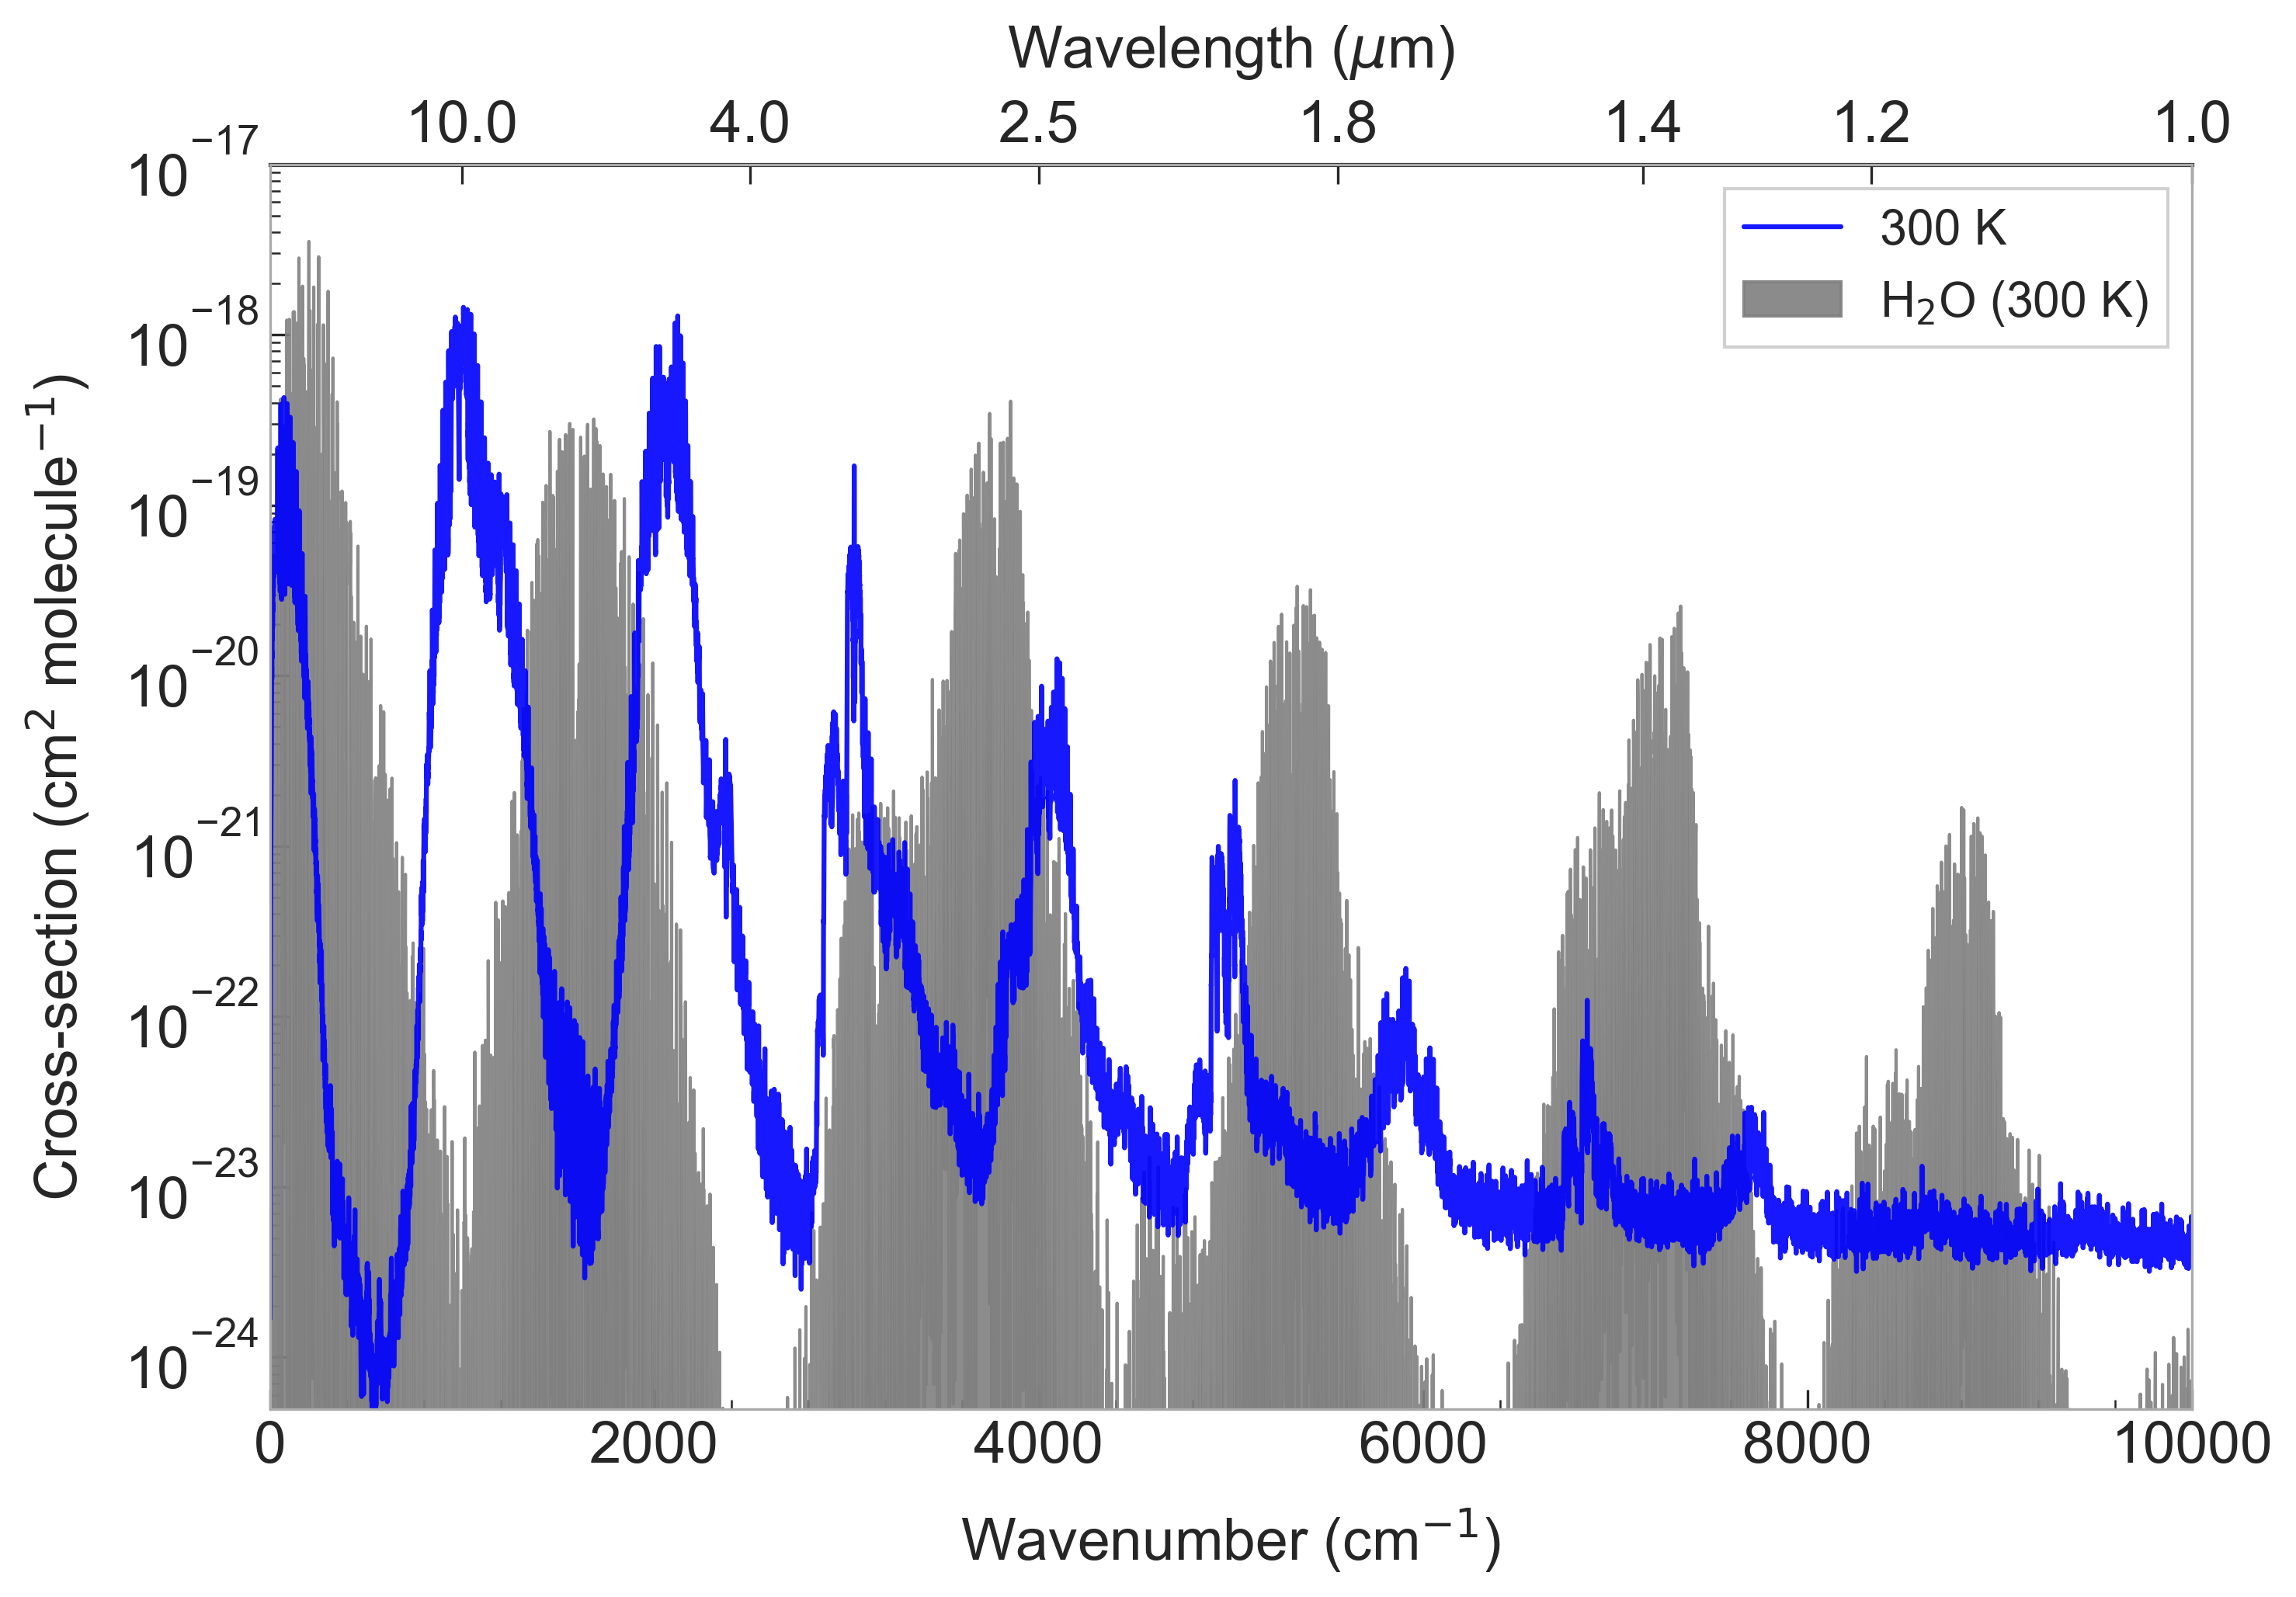 Wavelength (μm)
10.0 4.0 2.5 1.8 1.4 1.2 1.0
300 K
H₂O (300 K)
Cross-section (cm² molecule⁻¹)
10⁻¹⁷
10⁻¹⁸
10⁻¹⁹
10⁻²⁰
10⁻²¹
10⁻²²
10⁻²³
10⁻²⁴
0 2000 4000 6000 8000 10000
Wavenumber (cm⁻¹)